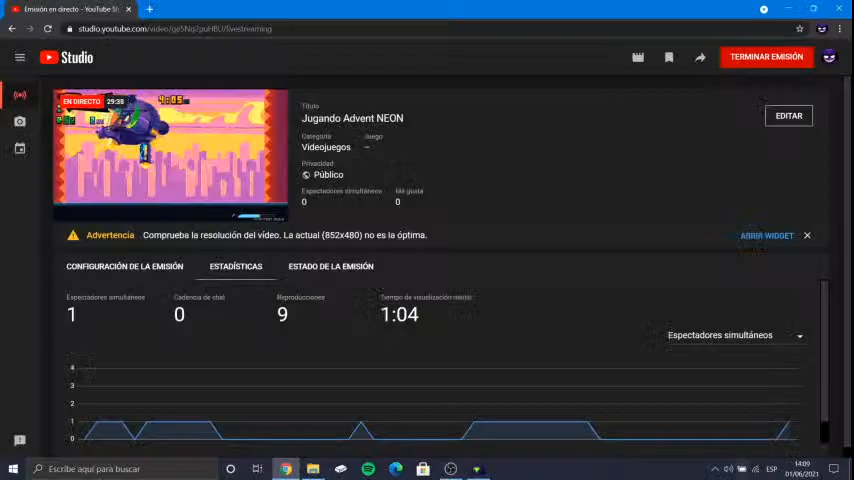 Emisión en directo - YouTube St
studio.youtube.com/video/ge5Nq2puHBU/livestreaming
Studio
TERMINAR EMISIÓN
EN DIRECTO 29:38
4:05
Título
Jugando Advent NEON
EDITAR
Categoría Juego
Videojuegos –
Privacidad
Público
Espectadores simultáneos Me gusta
0 0
Advertencia Comprueba la resolución del vídeo. La actual (852x480) no es la óptima.
ABRIR WIDGET
CONFIGURACIÓN DE LA EMISIÓN ESTADÍSTICAS ESTADO DE LA EMISIÓN
Espectadores simultáneos Cadencia de chat Reproducciones Tiempo de visualización medio
1 0 9 1:04
Espectadores simultáneos
4
3
2
1
0
Escribe aquí para buscar
ESP
14:09
01/06/2021